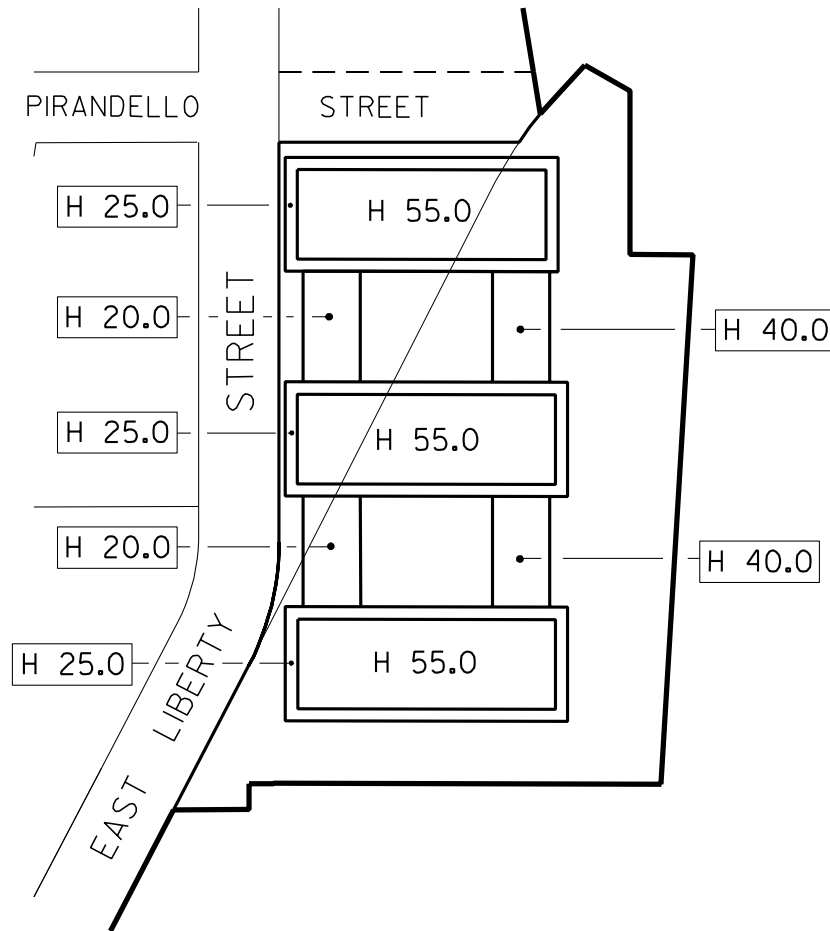 PIRANDELLO STREET
H 25.0
H 55.0
H 20.0
H 40.0
STREET
H 25.0
H 55.0
H 20.0
H 40.0
H 25.0
H 55.0
EAST LIBERTY